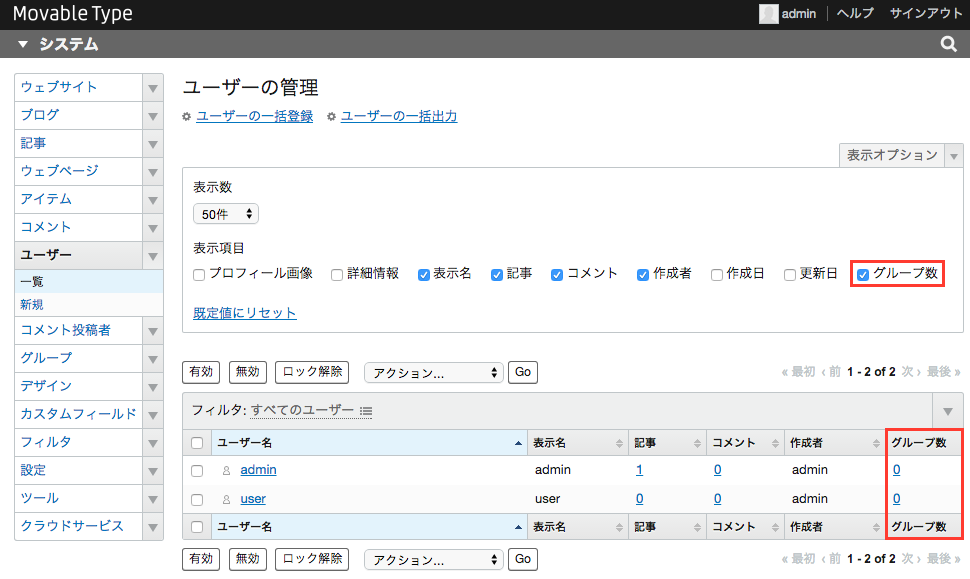 Movable Type
admin ヘルプ サインアウト
システム
ウェブサイト
ブログ
記事
ウェブページ
アイテム
コメント
ユーザー
一覧
新規
コメント投稿者
グループ
デザイン
カスタムフィールド
フィルタ
設定
ツール
クラウドサービス
ユーザーの管理
ユーザーの一括登録 ユーザーの一括出力
表示オプション
表示数
50件
表示項目
プロフィール画像 詳細情報 表示名 記事 コメント 作成者 作成日 更新日 グループ数
既定値にリセット
有効 無効 ロック解除 アクション... Go « 最初 ‹ 前 1 - 2 of 2 次 › 最後 »
フィルタ: すべてのユーザー
ユーザー名 表示名 記事 コメント 作成者 グループ数
admin admin 1 0 admin 0
user user 0 0 admin 0
ユーザー名 表示名 記事 コメント 作成者 グループ数
有効 無効 ロック解除 アクション... Go « 最初 ‹ 前 1 - 2 of 2 次 › 最後 »